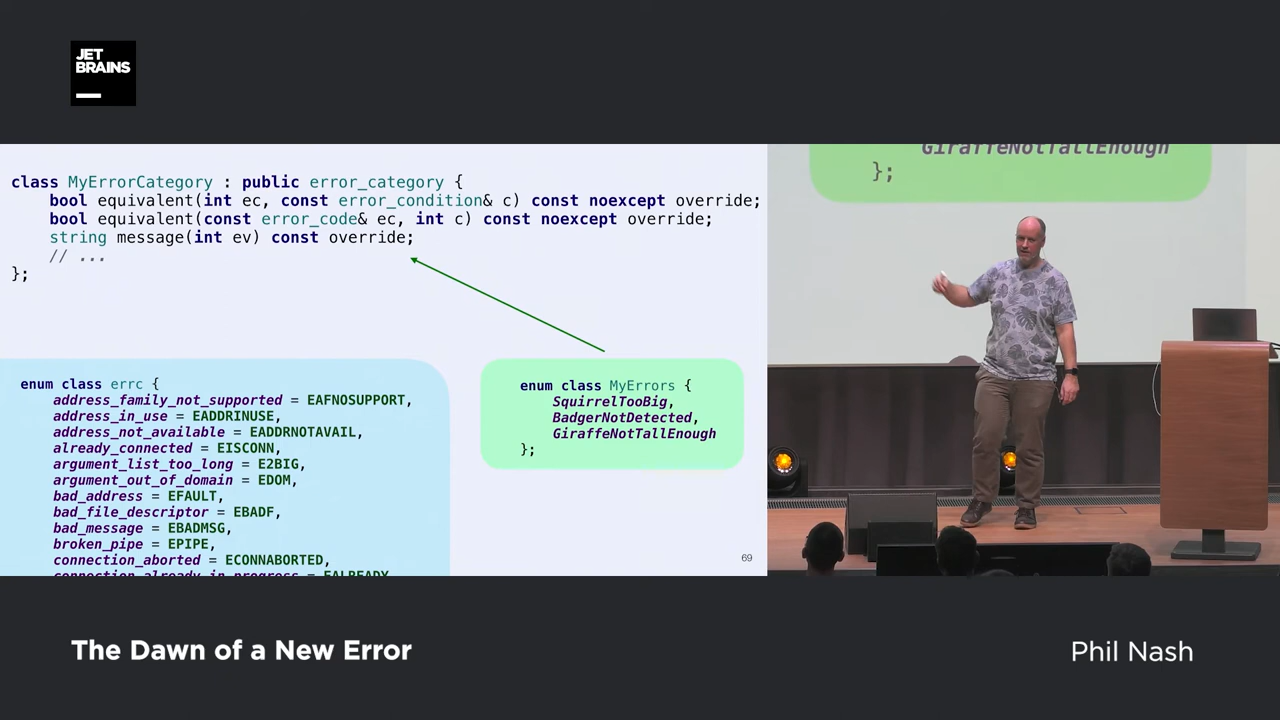 JET
BRAINS
class MyErrorCategory : public error_category {
bool equivalent(int ec, const error_condition& c) const noexcept override;
bool equivalent(const error_code& ec, int c) const noexcept override;
string message(int ev) const override;
// ...
};
enum class errc {
address_family_not_supported = EAFNOSUPPORT,
address_in_use = EADDRINUSE,
address_not_available = EADDRNOTAVAIL,
already_connected = EISCONN,
argument_list_too_long = E2BIG,
argument_out_of_domain = EDOM,
bad_address = EFAULT,
bad_file_descriptor = EBADF,
bad_message = EBADMSG,
broken_pipe = EPIPE,
connection_aborted = ECONNABORTED,
connection_already_in_progress = EALREADY
enum class MyErrors {
SquirrelTooBig,
BadgerNotDetected,
GiraffeNotTallEnough
};
69
GiraffeNotTallEnough
};
The Dawn of a New Error
Phil Nash